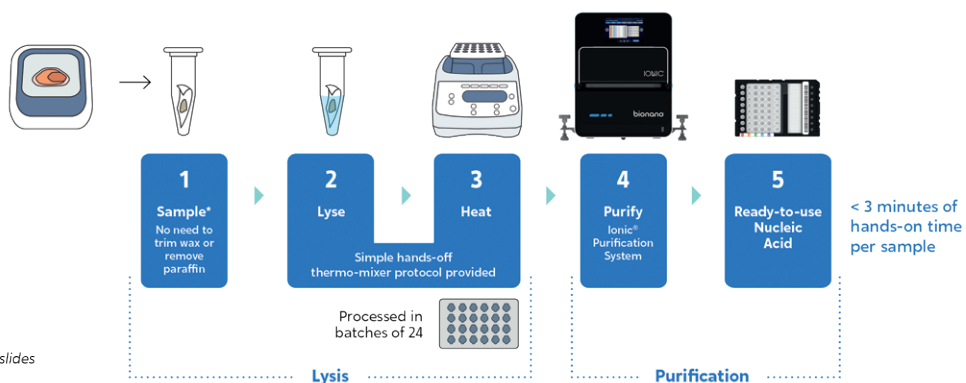 IONIC®
bionano
1
Sample*
No need to
trim wax or
remove
paraffin
2
Lyse
3
Heat
Simple hands-off
thermo-mixer protocol provided
4
Purify
Ionic®
Purification
System
5
Ready-to-use
Nucleic
Acid
< 3 minutes of
hands-on time
per sample
Processed in
batches of 24
slides
Lysis
Purification